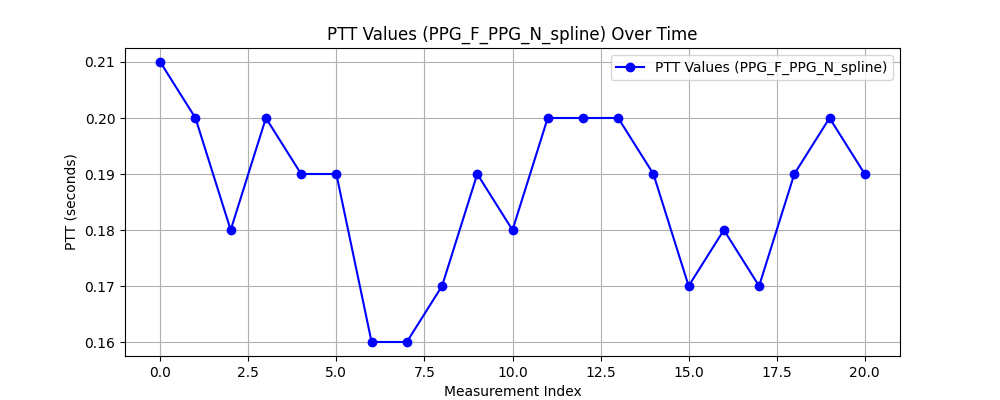 PTT Values (PPG_F_PPG_N_spline) Over Time
PTT Values (PPG_F_PPG_N_spline)
PTT (seconds)
0.21
0.20
0.19
0.18
0.17
0.16
0.0 2.5 5.0 7.5 10.0 12.5 15.0 17.5 20.0
Measurement Index